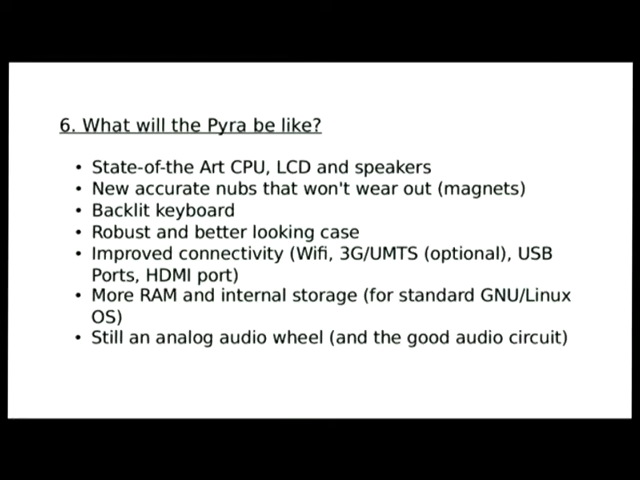 6. What will the Pyra be like?
• State-of-the Art CPU, LCD and speakers
• New accurate nubs that won't wear out (magnets)
• Backlit keyboard
• Robust and better looking case
• Improved connectivity (Wifi, 3G/UMTS (optional), USB
Ports, HDMI port)
• More RAM and internal storage (for standard GNU/Linux
OS)
• Still an analog audio wheel (and the good audio circuit)